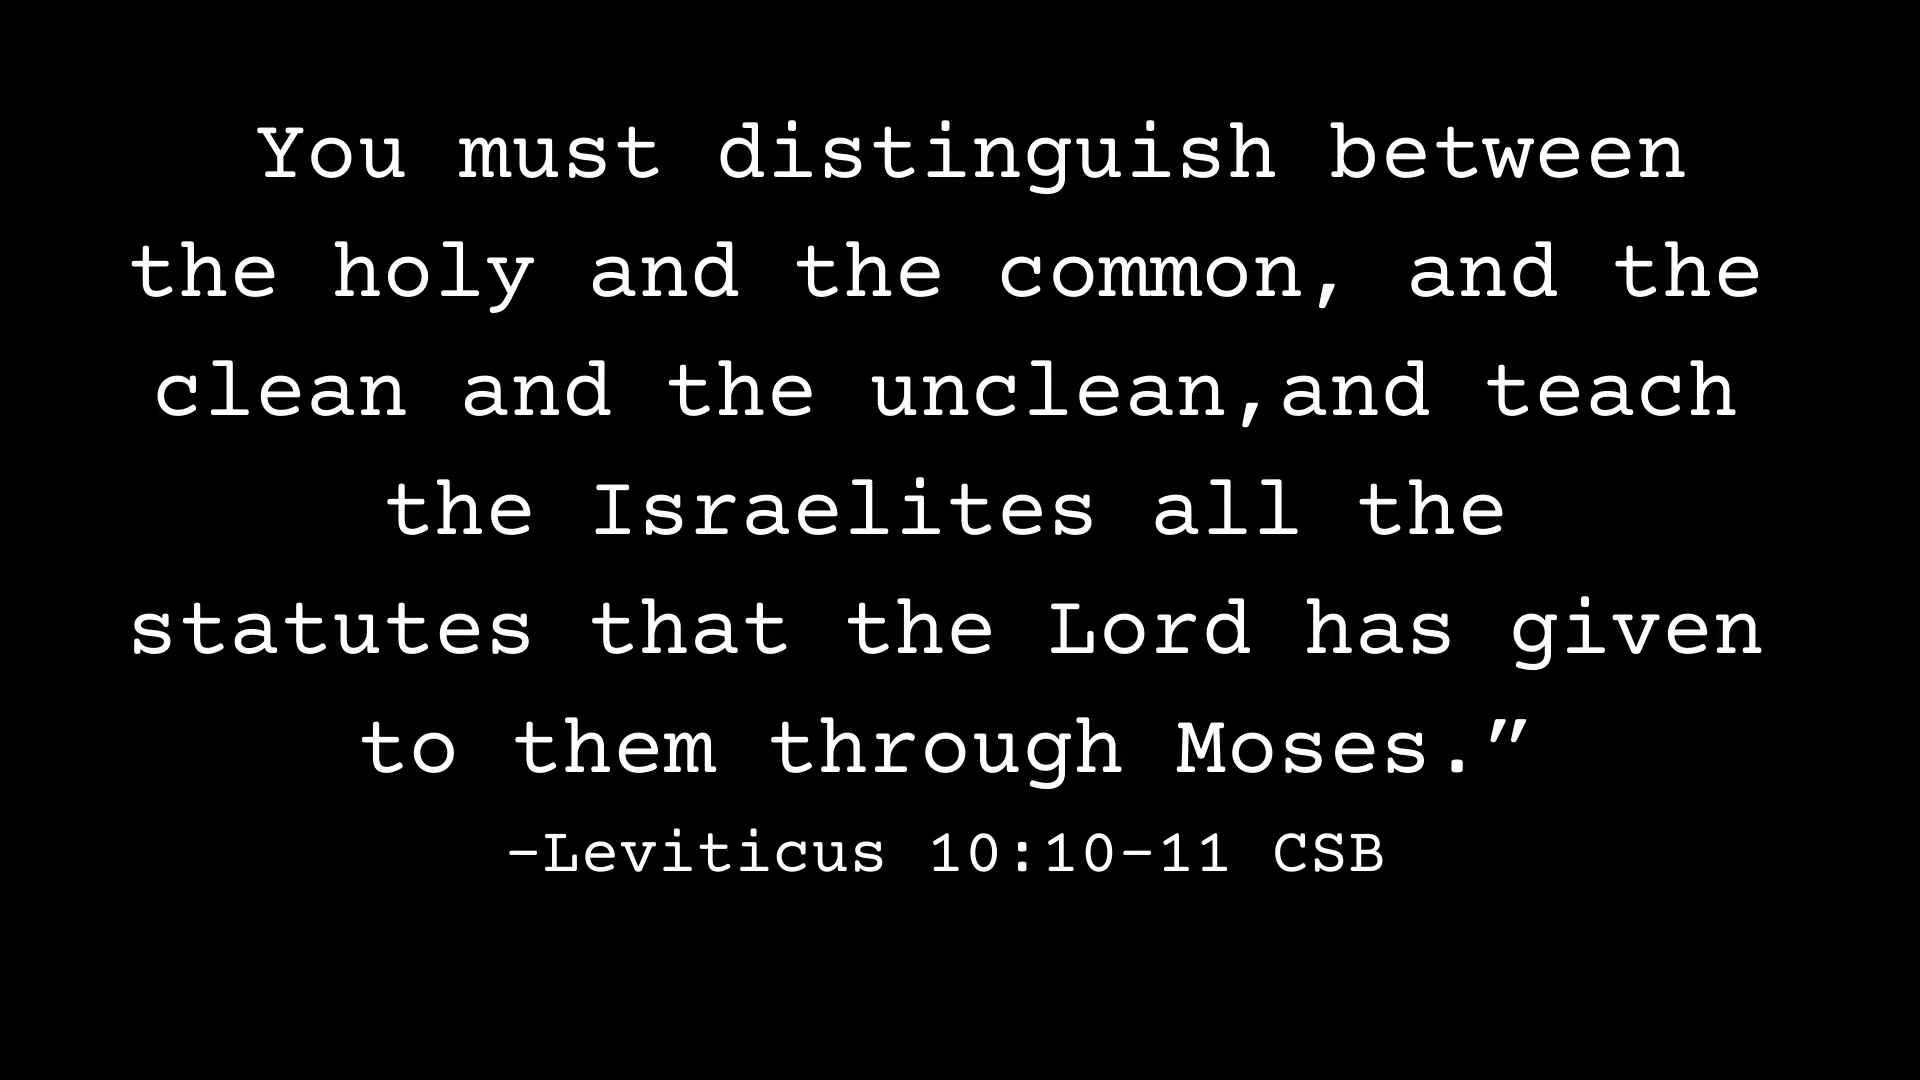 You must distinguish between
the holy and the common, and the
clean and the unclean,and teach
the Israelites all the
statutes that the Lord has given
to them through Moses.”
-Leviticus 10:10-11 CSB